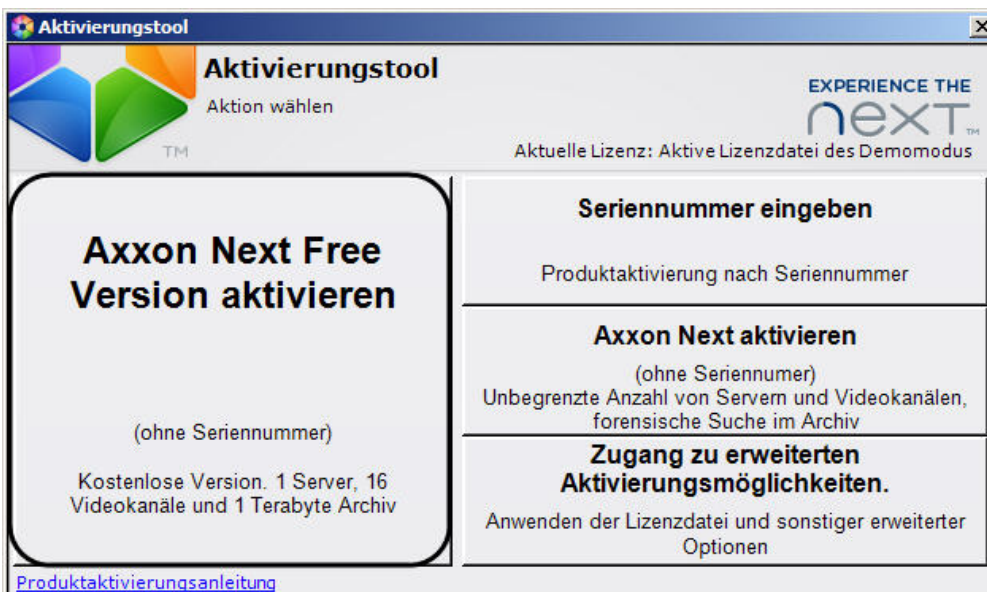 Aktivierungstool
Aktivierungstool
Aktion wählen
EXPERIENCE THE
next TM
TM
Aktuelle Lizenz: Aktive Lizenzdatei des Demomodus
Axxon Next Free
Version aktivieren
(ohne Seriennummer)
Kostenlose Version. 1 Server, 16
Videokanäle und 1 Terabyte Archiv
Seriennummer eingeben
Produktaktivierung nach Seriennummer
Axxon Next aktivieren
(ohne Seriennumer)
Unbegrenzte Anzahl von Servern und Videokanälen,
forensische Suche im Archiv
Zugang zu erweiterten
Aktivierungsmöglichkeiten.
Anwenden der Lizenzdatei und sonstiger erweiterter
Optionen
Produktaktivierungsanleitung